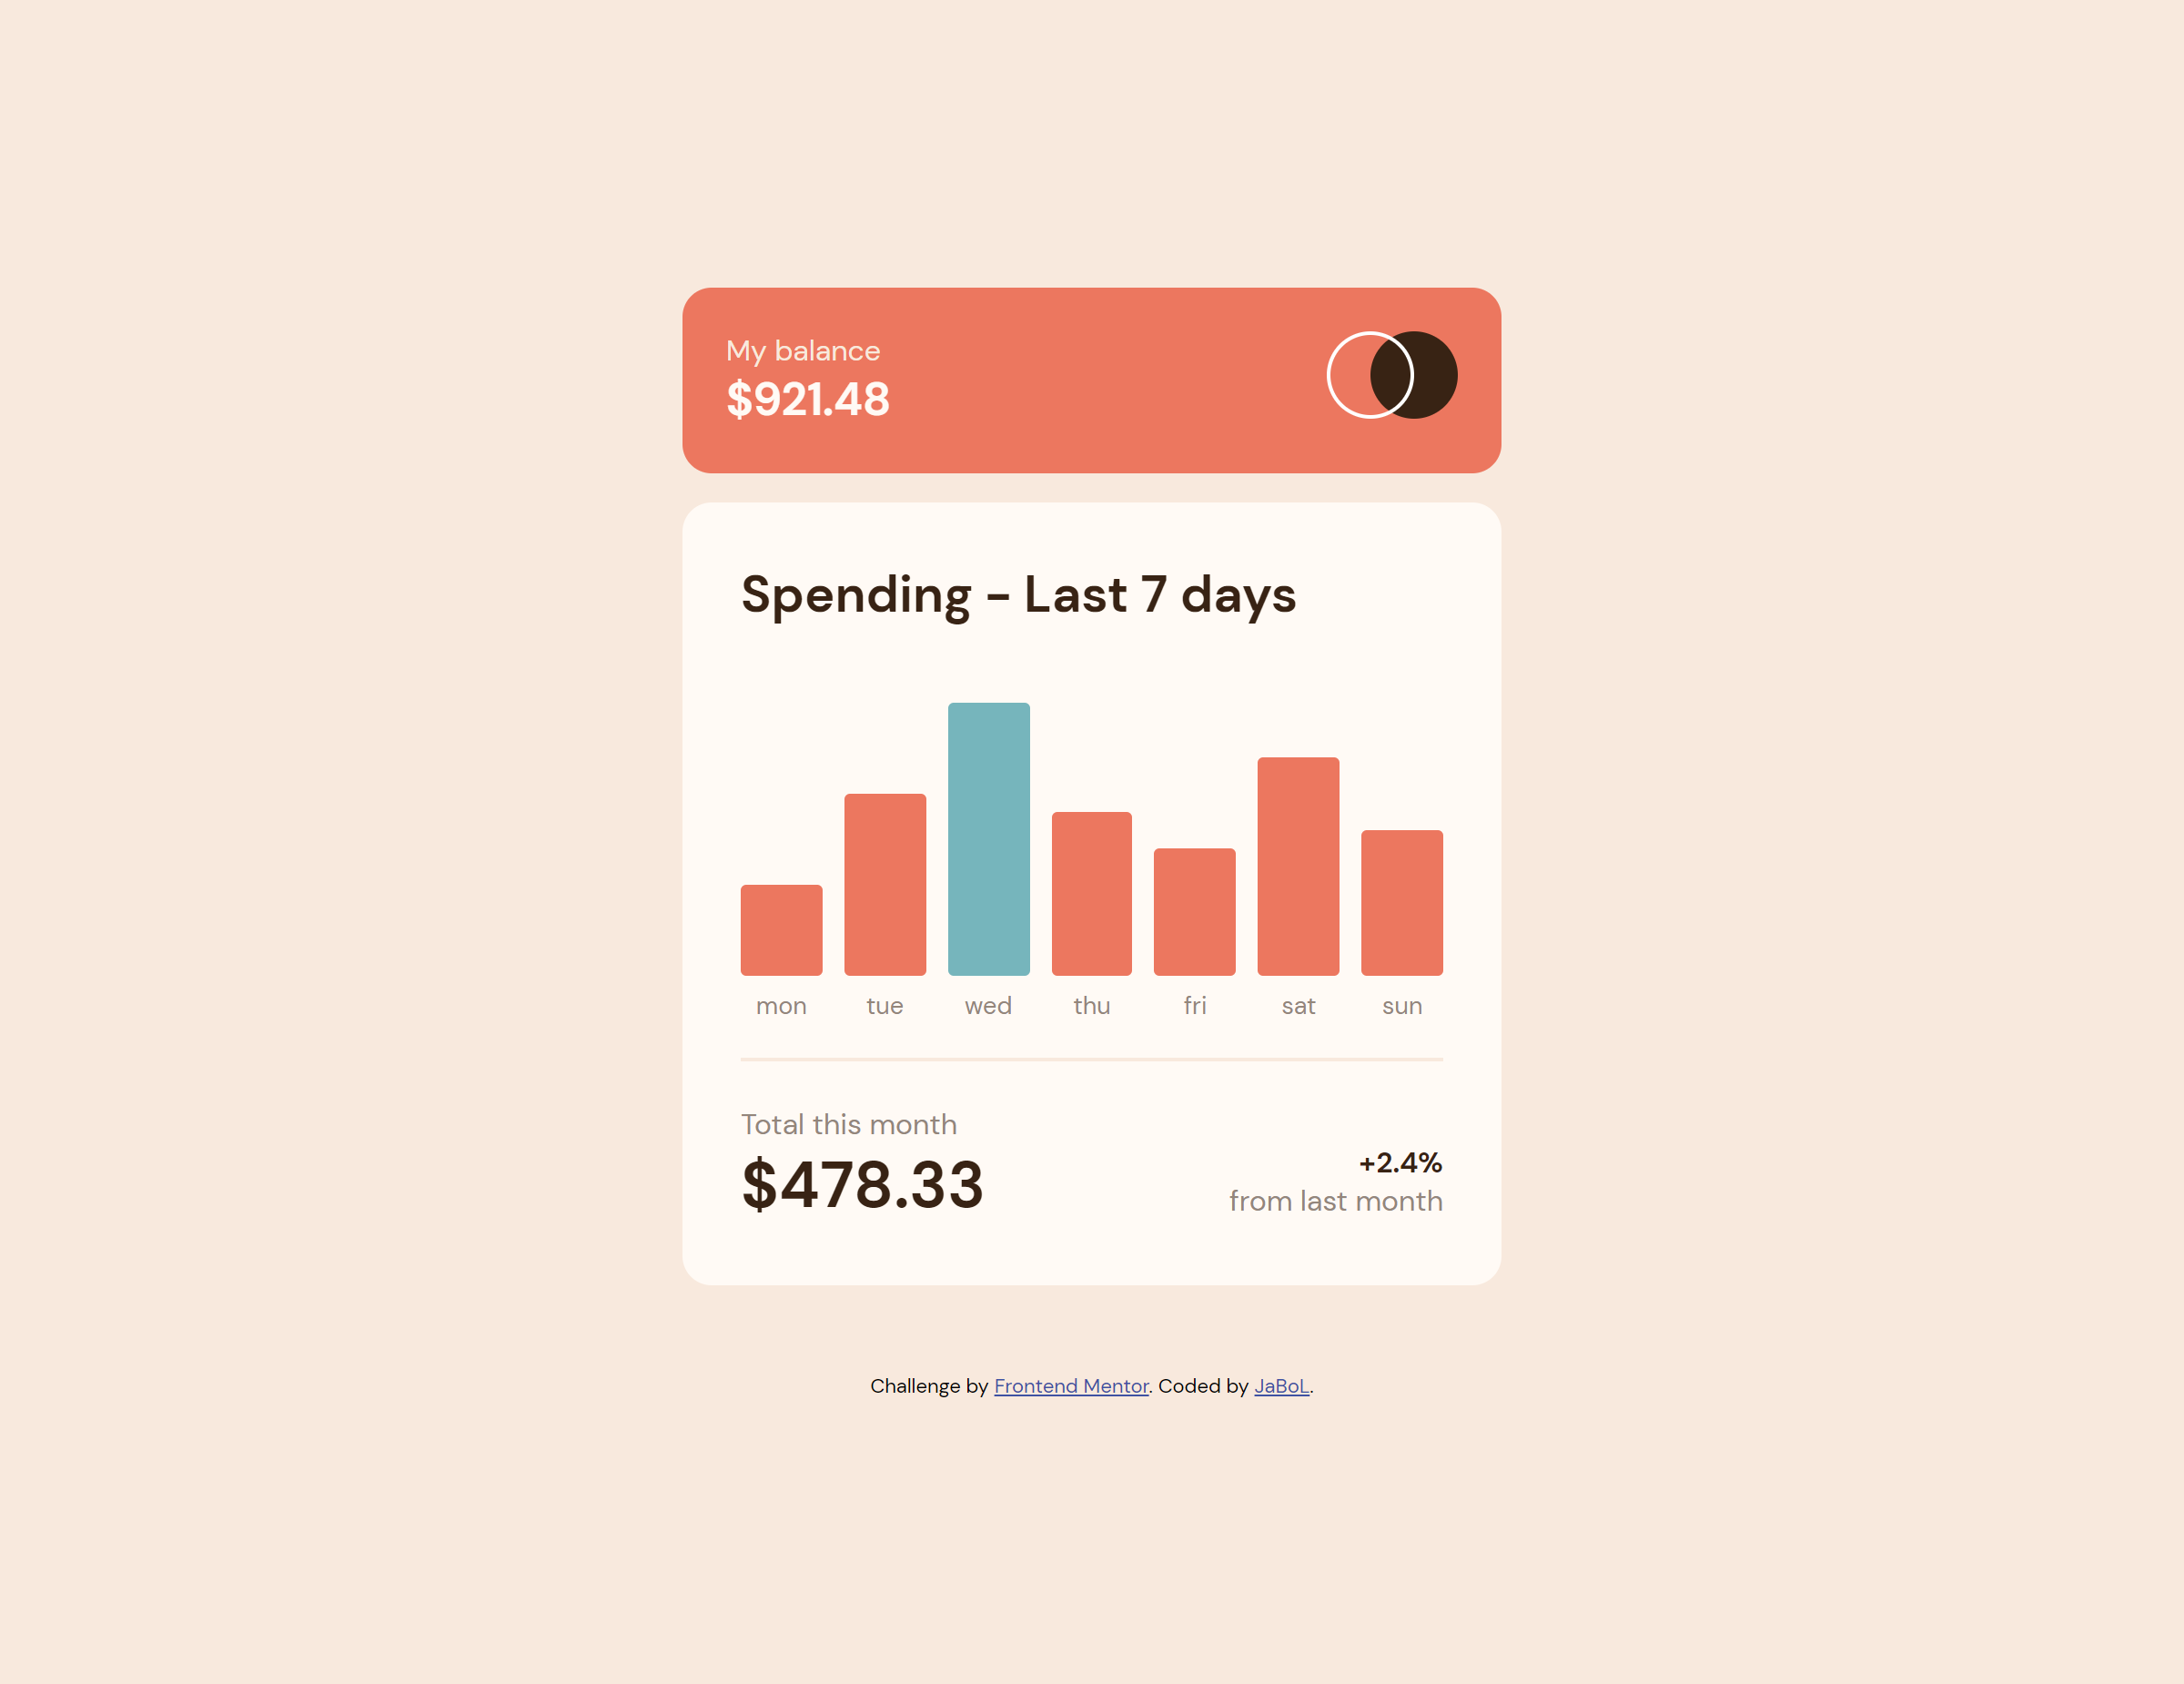 My balance
$921.48
Spending - Last 7 days
mon tue wed thu fri sat sun
Total this month
$478.33
+2.4%
from last month
Challenge by Frontend Mentor. Coded by JaBoL.